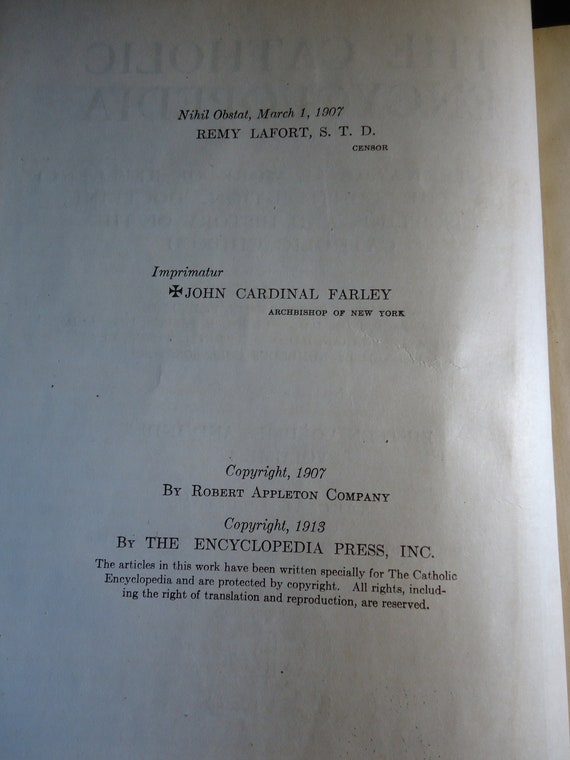 Nihil Obstat, March 1, 1907
REMY LAFORT, S. T. D.
CENSOR
Imprimatur
✠JOHN CARDINAL FARLEY
ARCHBISHOP OF NEW YORK
Copyright, 1907
BY ROBERT APPLETON COMPANY
Copyright, 1913
BY THE ENCYCLOPEDIA PRESS, INC.
The articles in this work have been written specially for The Catholic
Encyclopedia and are protected by copyright. All rights, includ-
ing the right of translation and reproduction, are reserved.